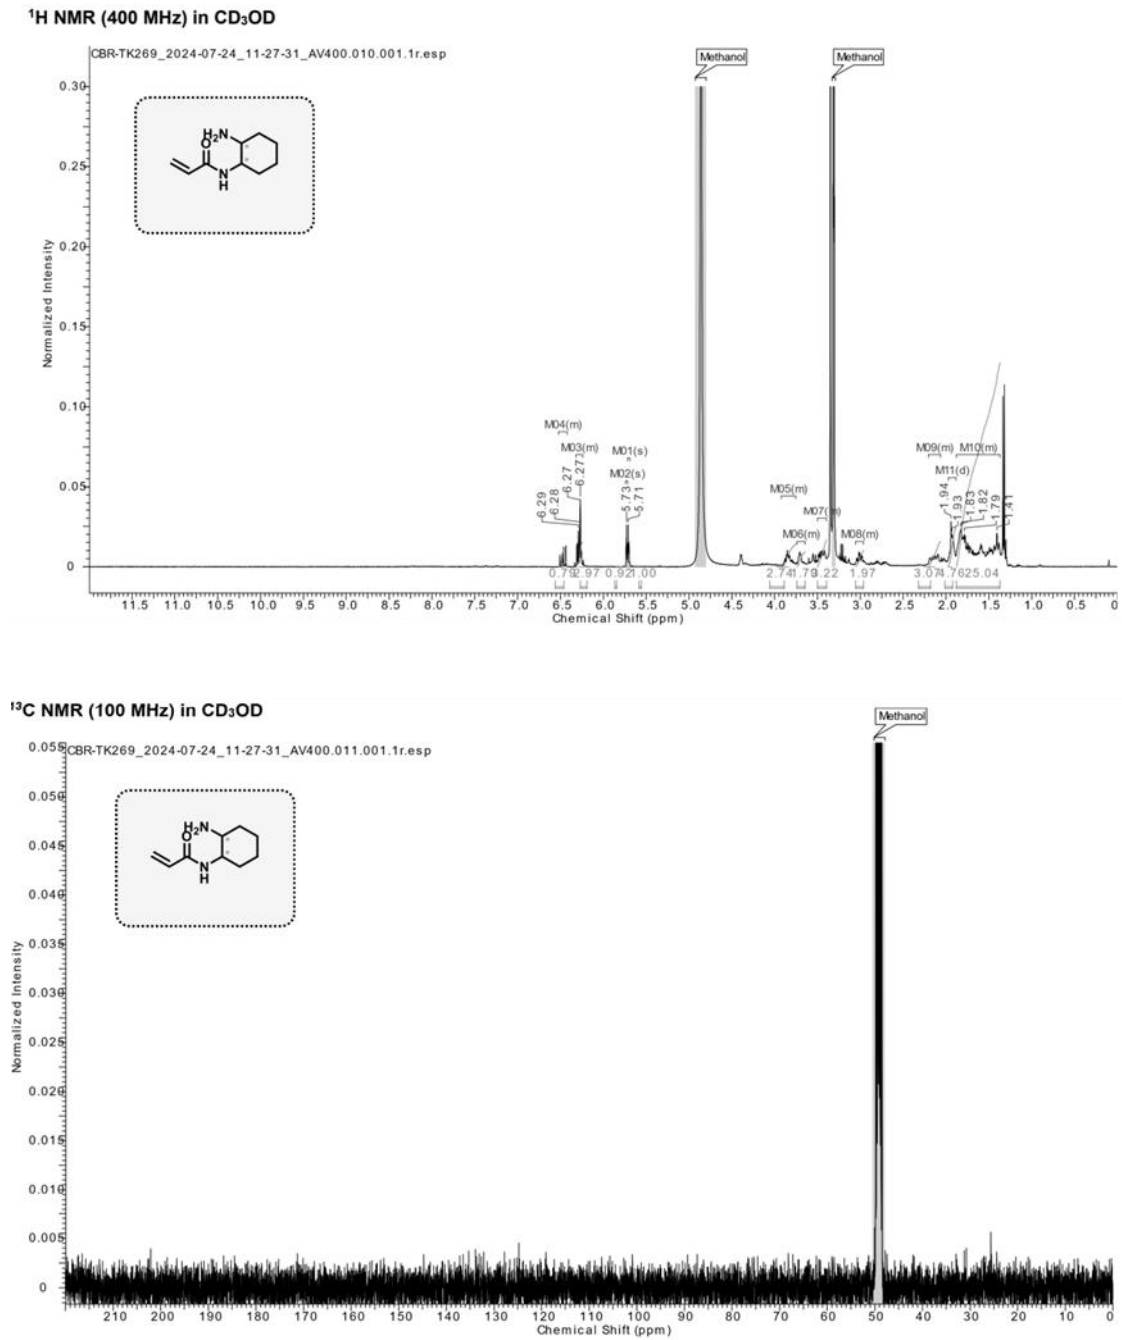 ¹H NMR (400 MHz) in CD₃OD
CBR-TK269_2024-07-24_11-27-31_AV400.010.001.1r.esp
Methanol
Methanol
0.30
0.25
0.20
0.15
0.10
0.05
0
Normalized Intensity
H₂N
O
N
H
M04(m)
M03(m)
M01(s)
M02(s)
M05(m)
M06(m)
M08(m)
M09(m)
M10(m)
M11(d)
6.29
6.28
6.27
6.27
5.73
5.71
1.94
1.93
1.83
1.82
1.79
1.41
0.79 2.97 0.92 1.00 2.74 1.79 3.22 1.97 3.07 4.76 25.04
11.5 11.0 10.5 10.0 9.5 9.0 8.5 8.0 7.5 7.0 6.5 6.0 5.5 5.0 4.5 4.0 3.5 3.0 2.5 2.0 1.5 1.0 0.5 0
Chemical Shift (ppm)
¹³C NMR (100 MHz) in CD₃OD
CBR-TK269_2024-07-24_11-27-31_AV400.011.001.1r.esp
Methanol
0.055
0.050
0.045
0.040
0.035
0.030
0.025
0.020
0.015
0.010
0.005
0
Normalized Intensity
H₂N
O
N
H
210 200 190 180 170 160 150 140 130 120 110 100 90 80 70 60 50 40 30 20 10 0
Chemical Shift (ppm)